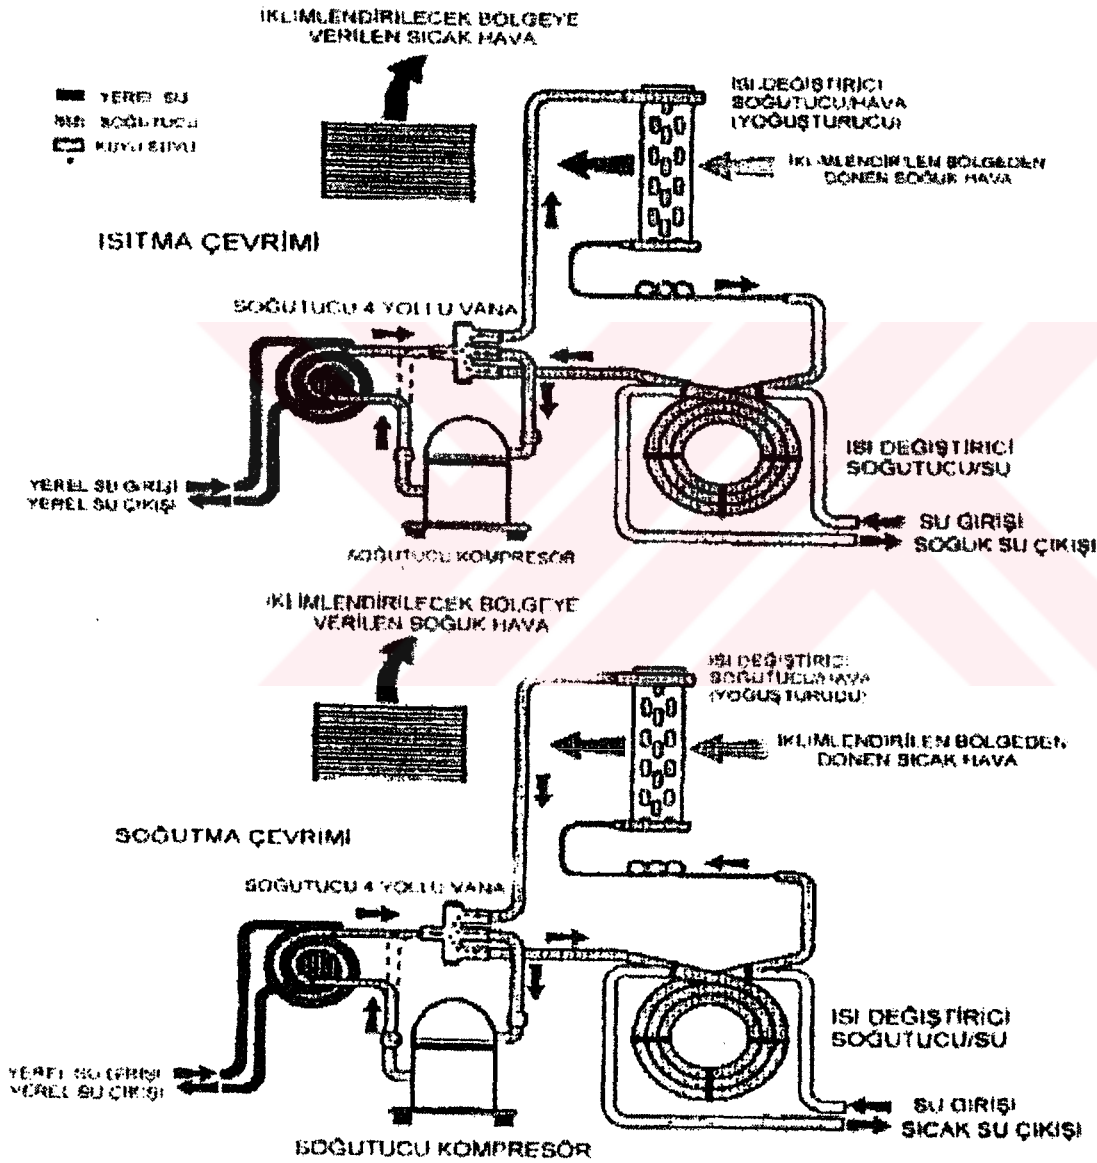 İKLİMLENDİRİLECEK BÖLGEYE
VERİLEN SICAK HAVA
YEREL SU
SOĞUTUCU
KUYU SUYU
ISI DEĞİŞTİRİCİ
SOĞUTUCU/HAVA
(YOĞUŞTURUCU)
İKLİMLENDİRİLEN BÖLGEDEN
DÖNEN SOĞUK HAVA
ISITMA ÇEVRİMİ
SOĞUTUCU 4 YOLLU VANA
ISI DEĞİŞTİRİCİ
SOĞUTUCU/SU
YEREL SU GİRİŞİ
YEREL SU ÇIKIŞI
SU GİRİŞİ
SOĞUK SU ÇIKIŞI
SOĞUTUCU KOMPRESÖR
İKLİMLENDİRİLECEK BÖLGEYE
VERİLEN SOĞUK HAVA
ISI DEĞİŞTİRİCİ
SOĞUTUCU/HAVA
(YOĞUŞTURUCU)
İKLİMLENDİRİLEN BÖLGEDEN
DÖNEN SICAK HAVA
SOĞUTMA ÇEVRİMİ
SOĞUTUCU 4 YOLLU VANA
ISI DEĞİŞTİRİCİ
SOĞUTUCU/SU
YEREL SU GİRİŞİ
YEREL SU ÇIKIŞI
SU GİRİŞİ
SICAK SU ÇIKIŞI
SOĞUTUCU KOMPRESÖR